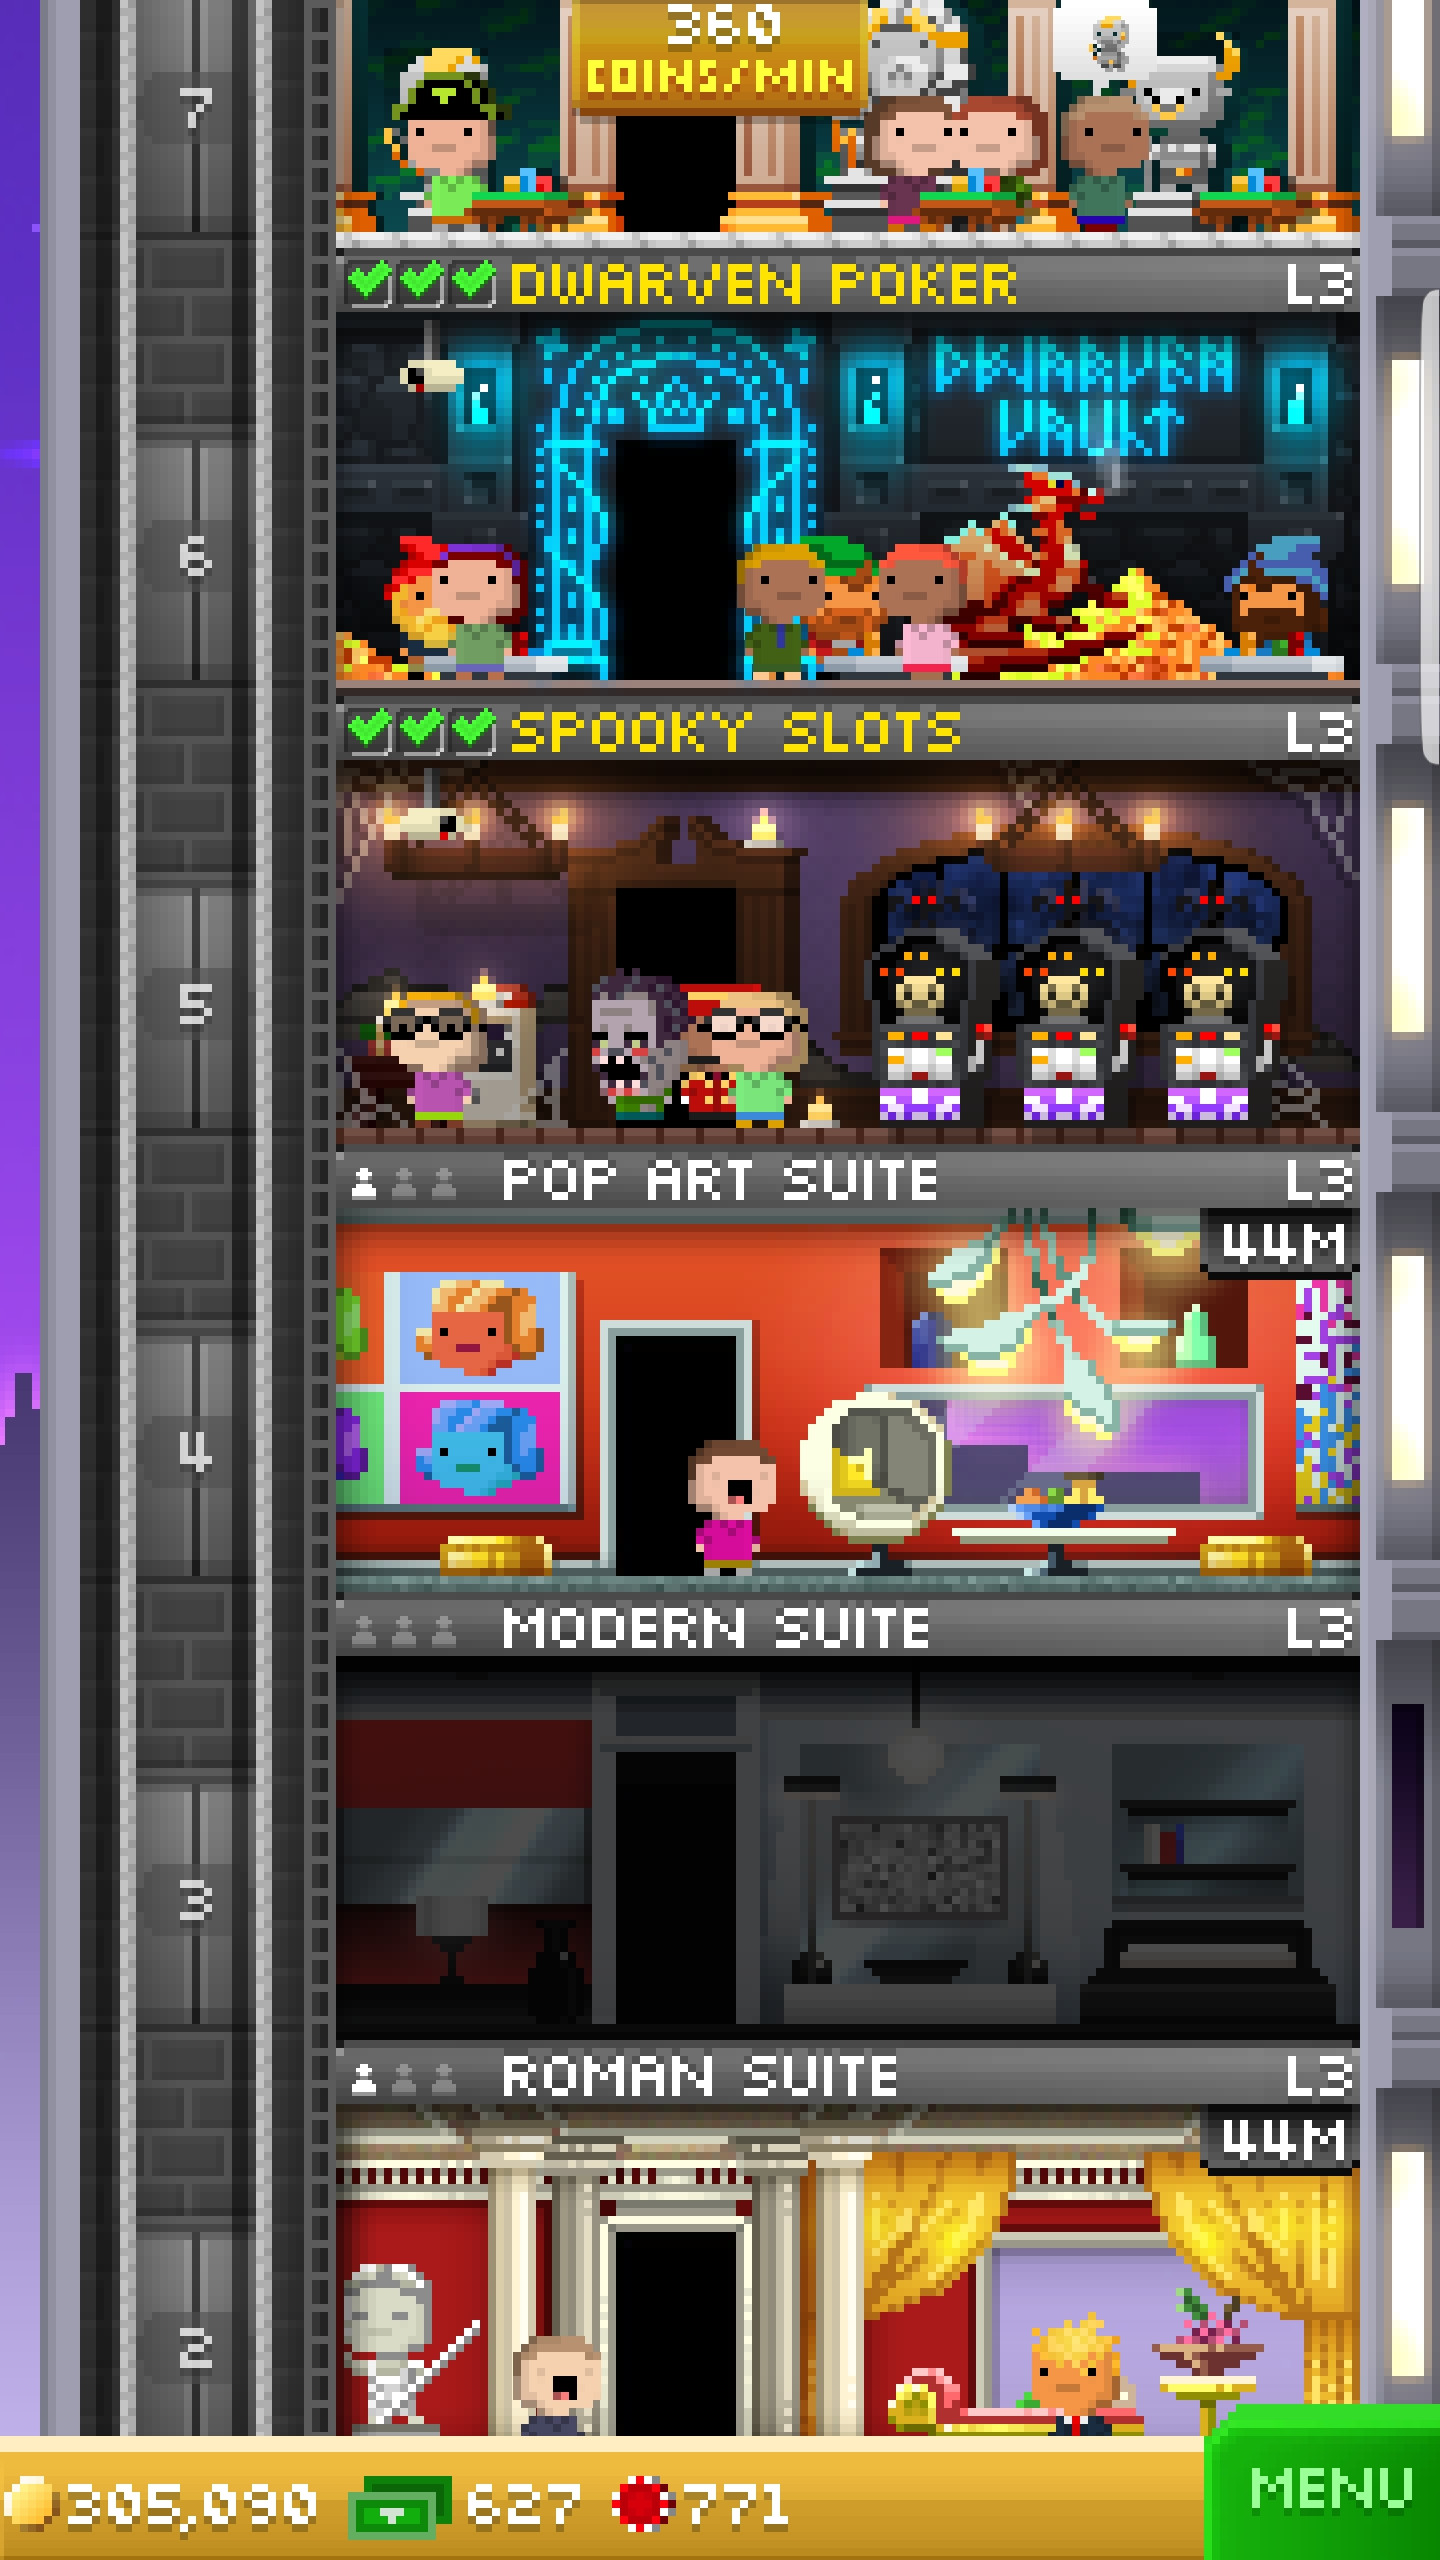 360
COINS/MIN
7
DWARVEN POKER L3
DWARVEN
VAULT
6
SPOOKY SLOTS L3
5
POP ART SUITE L3
44M
4
MODERN SUITE L3
3
ROMAN SUITE L3
44M
2
305,090 627 771
MENU